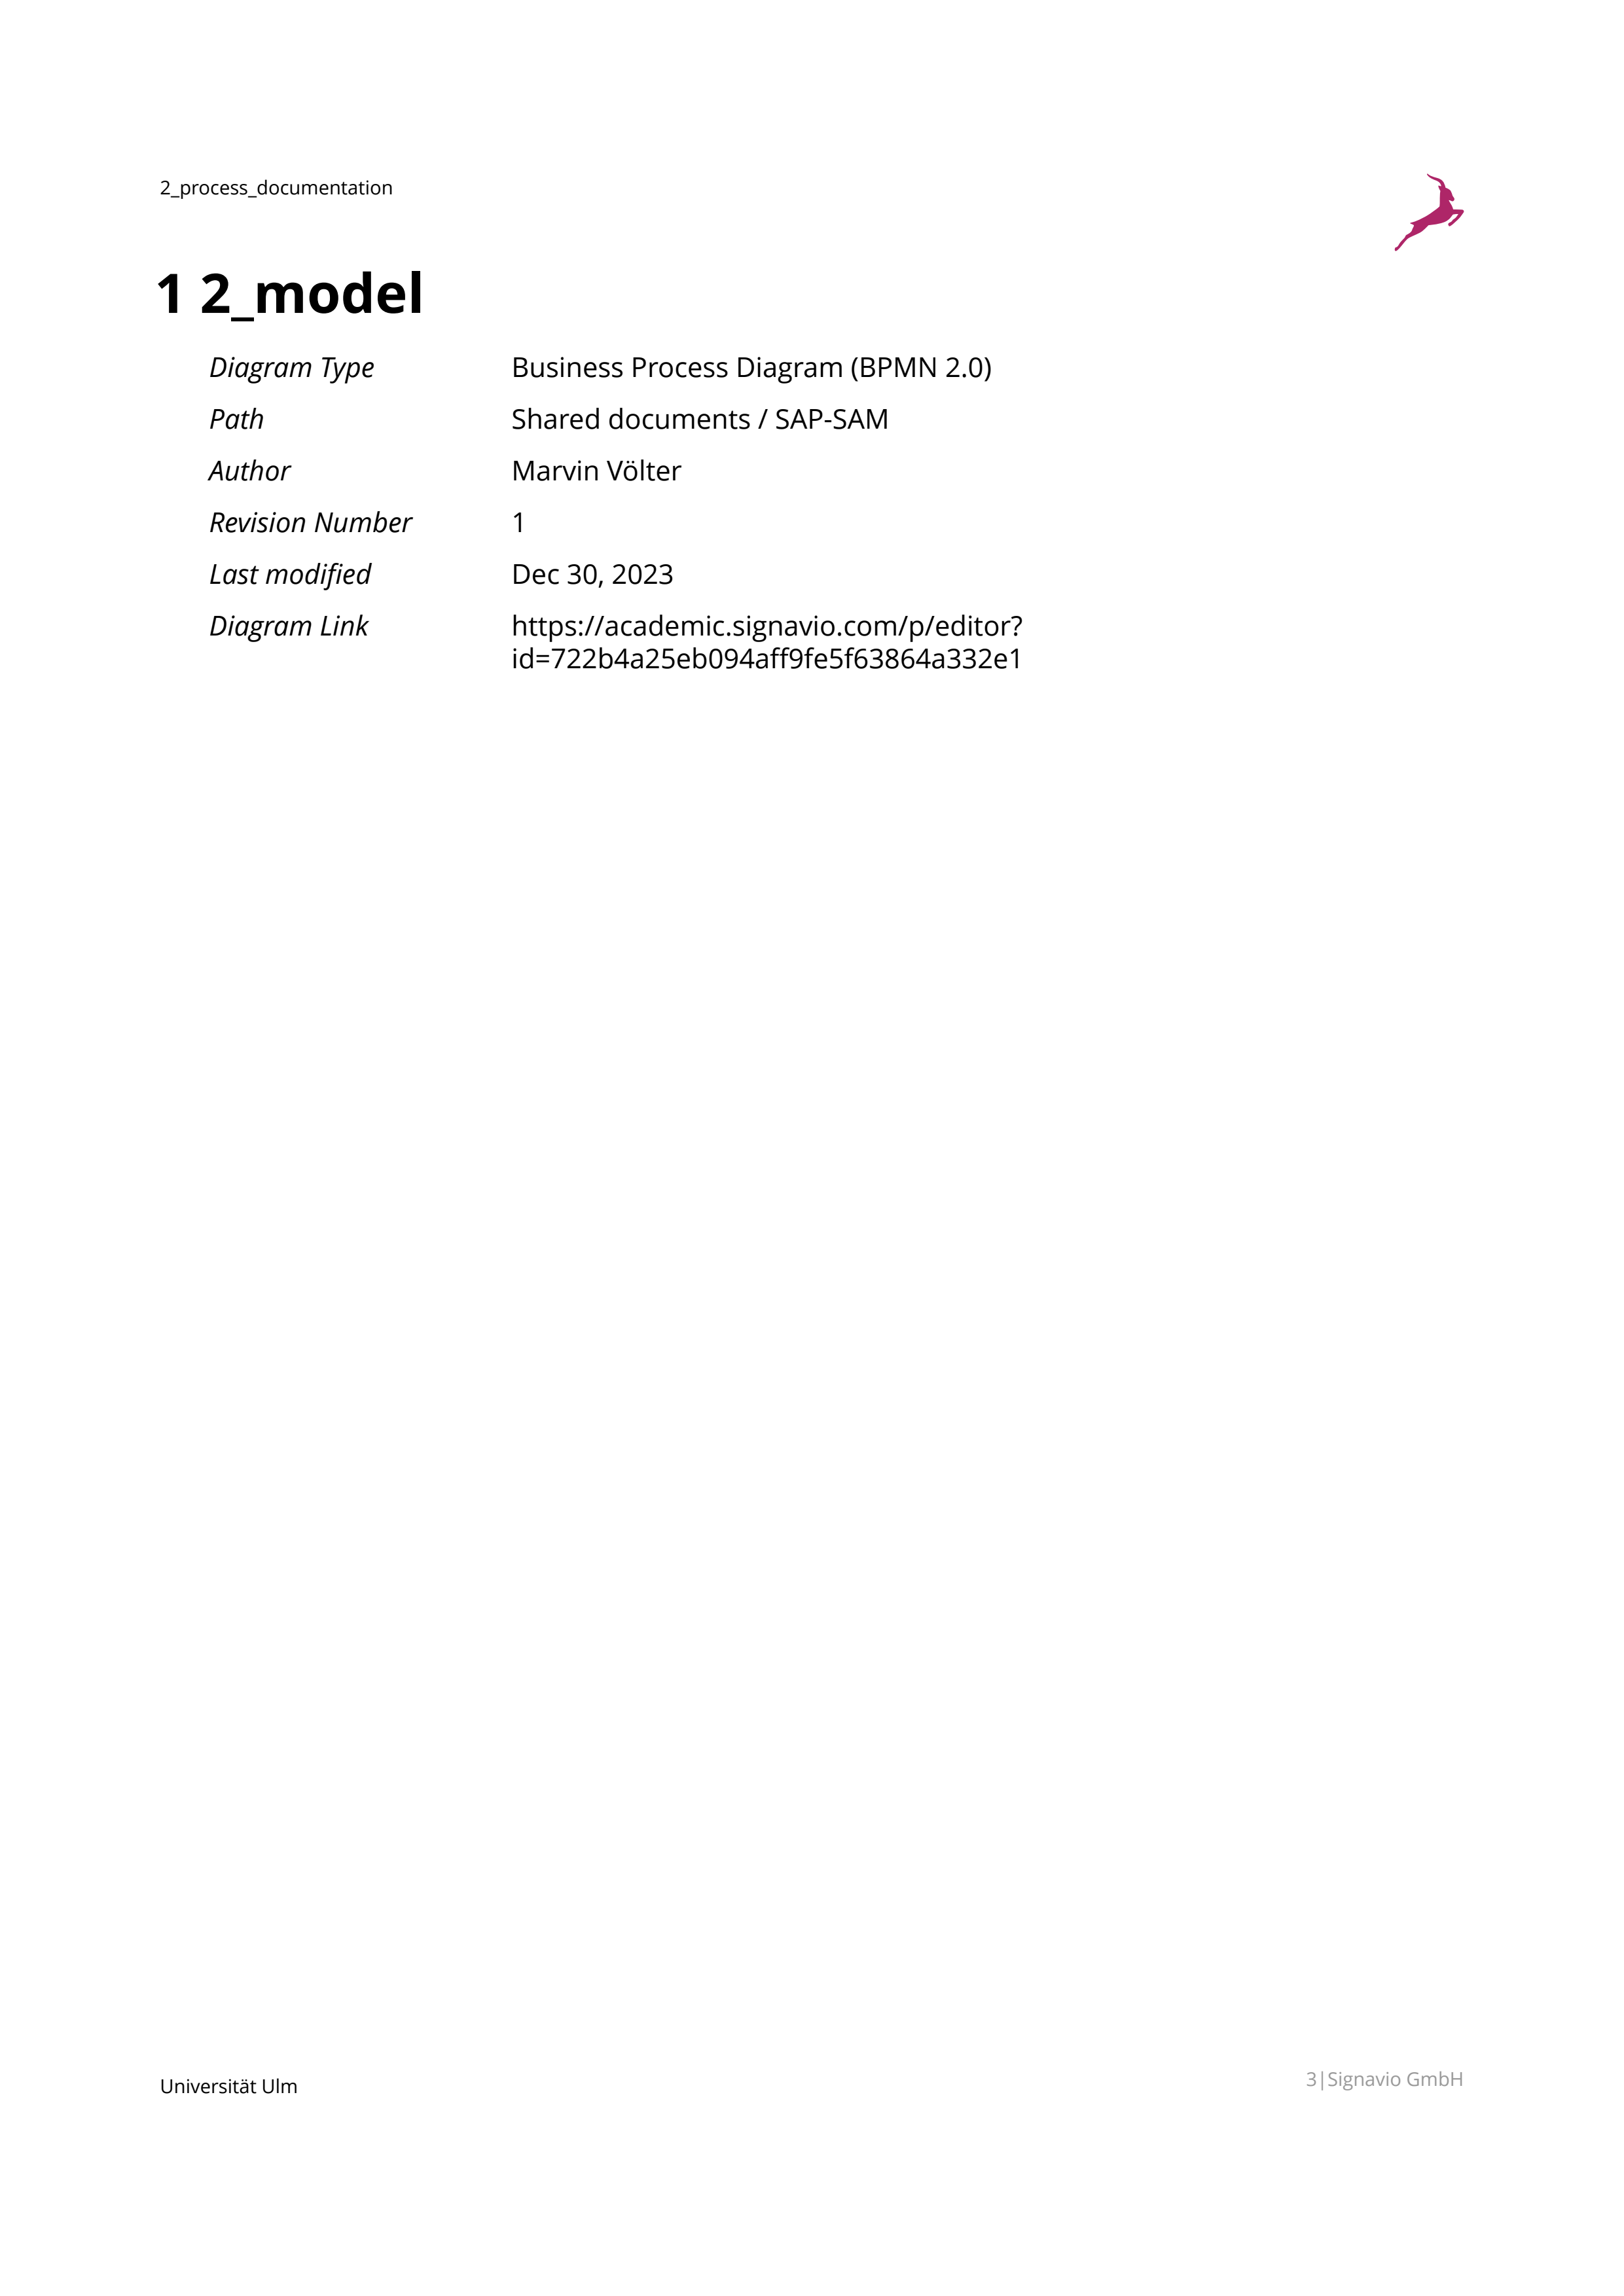 2_process_documentation
1 2_model
Diagram Type Business Process Diagram (BPMN 2.0)
Path Shared documents / SAP-SAM
Author Marvin Völter
Revision Number 1
Last modified Dec 30, 2023
Diagram Link https://academic.signavio.com/p/editor?
id=722b4a25eb094aff9fe5f63864a332e1
Universität Ulm
3|Signavio GmbH